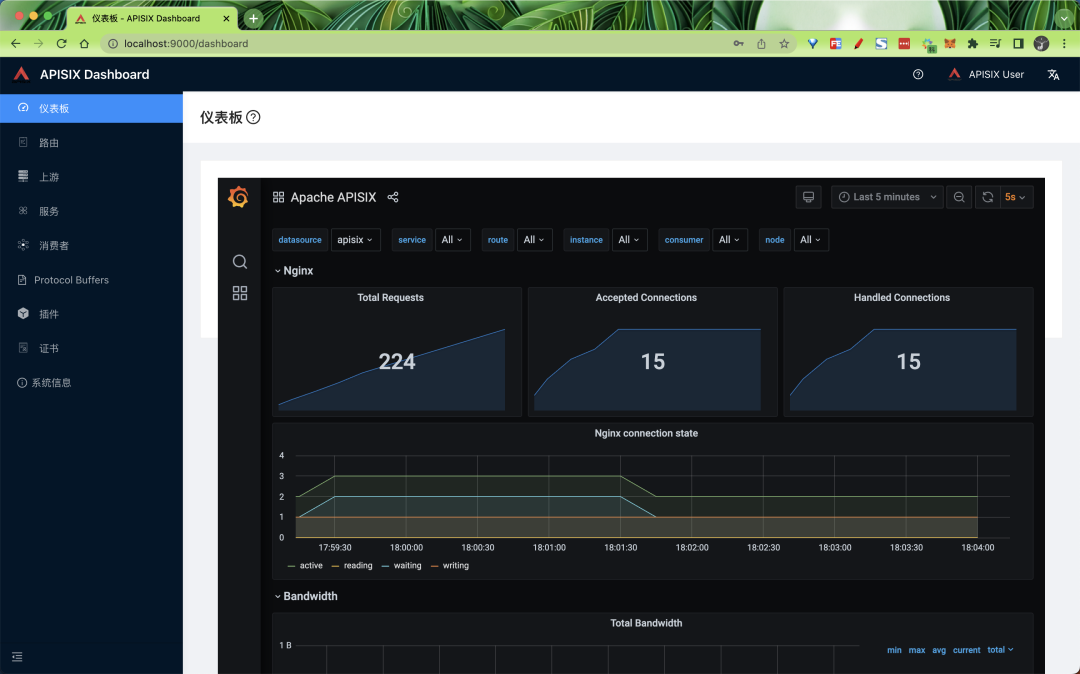 仪表板 - APISIX Dashboard
localhost:9000/dashboard
APISIX Dashboard
APISIX User
仪表板
路由
上游
服务
消费者
Protocol Buffers
插件
证书
系统信息
仪表板
Apache APISIX
Last 5 minutes
5s
datasource apisix service All route All instance All consumer All node All
Nginx
Total Requests
224
Accepted Connections
15
Handled Connections
15
Nginx connection state
4
3
2
1
0
17:59:30 18:00:00 18:00:30 18:01:00 18:01:30 18:02:00 18:02:30 18:03:00 18:03:30 18:04:00
active reading waiting writing
Bandwidth
Total Bandwidth
1 B
min max avg current total